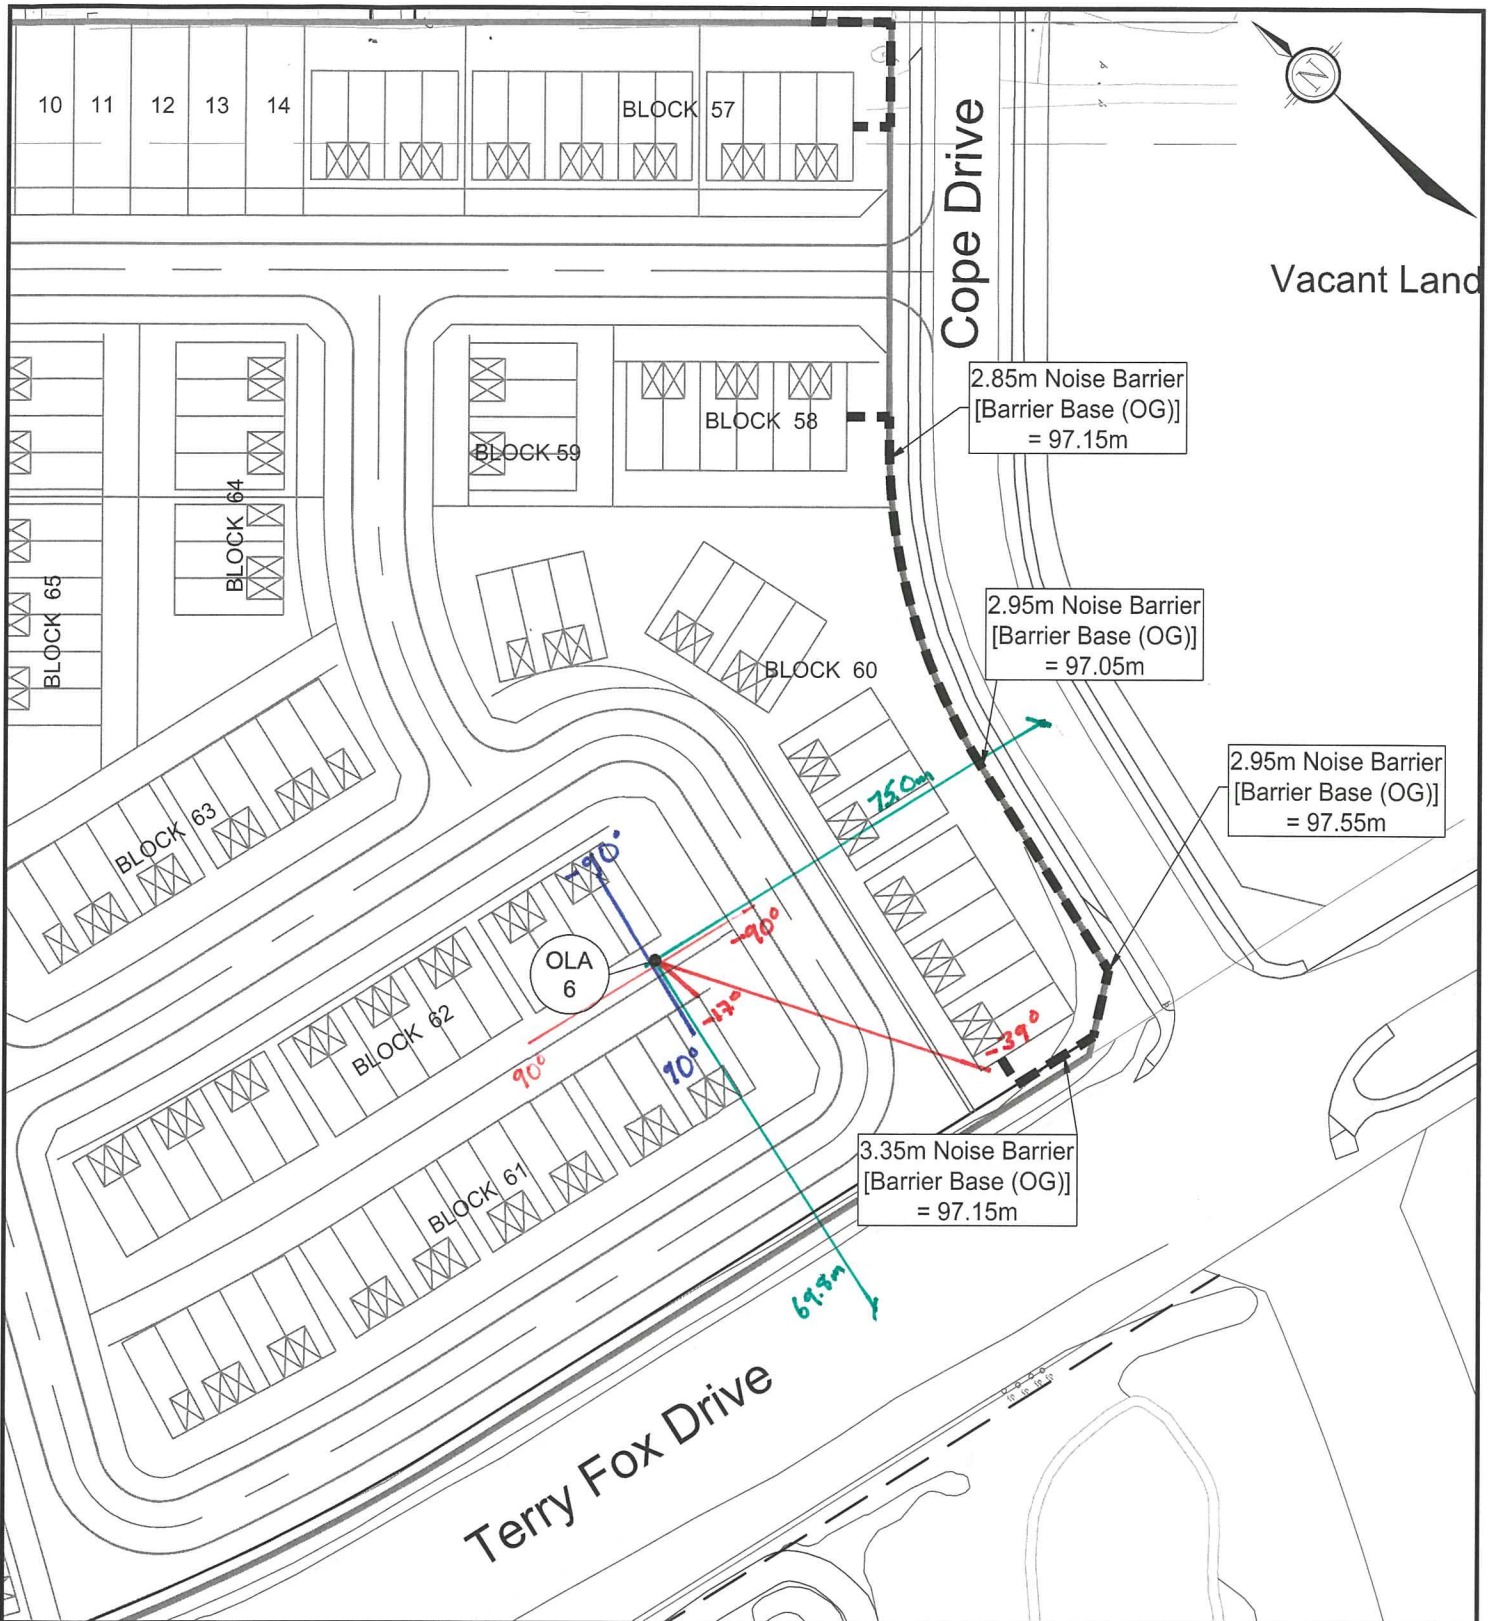 10 11 12 13 14
BLOCK 57
N
Cope Drive
Vacant Land
2.85m Noise Barrier
[Barrier Base (OG)]
= 97.15m
BLOCK 58
BLOCK 59
BLOCK 64
BLOCK 65
2.95m Noise Barrier
[Barrier Base (OG)]
= 97.05m
BLOCK 60
75.0m
2.95m Noise Barrier
[Barrier Base (OG)]
= 97.55m
BLOCK 63
-90°
-90°
OLA
6
-17°
-39°
BLOCK 62
90°
90°
3.35m Noise Barrier
[Barrier Base (OG)]
= 97.15m
BLOCK 61
69.8m
Terry Fox Drive